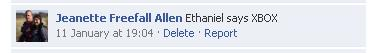 Jeanette Freefall Allen Ethaniel says XBOX
11 January at 19:04 · Delete · Report